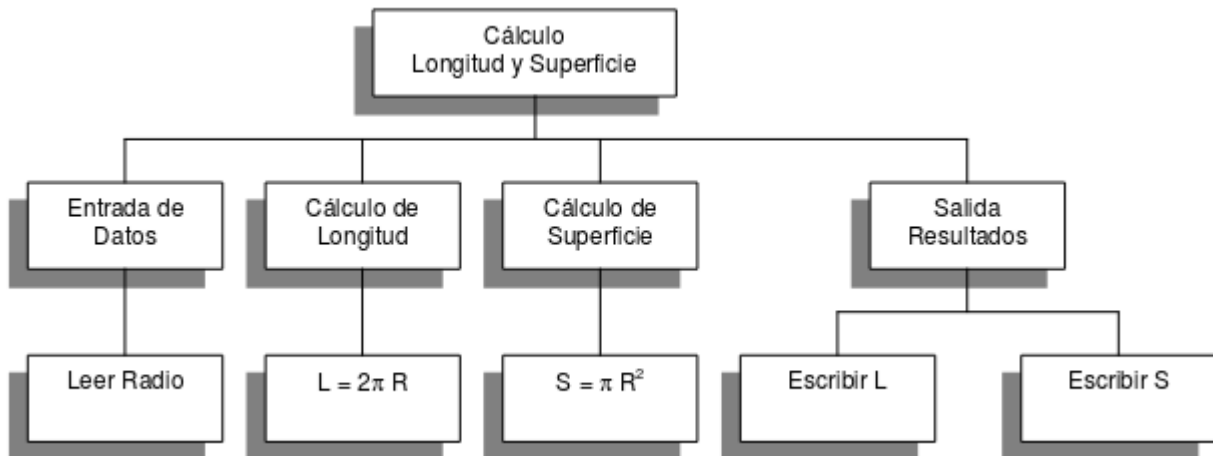 Cálculo
Longitud y Superficie
Entrada de
Datos
Cálculo de
Longitud
Cálculo de
Superficie
Salida
Resultados
Leer Radio
L = 2π R
S = π R²
Escribir L
Escribir S